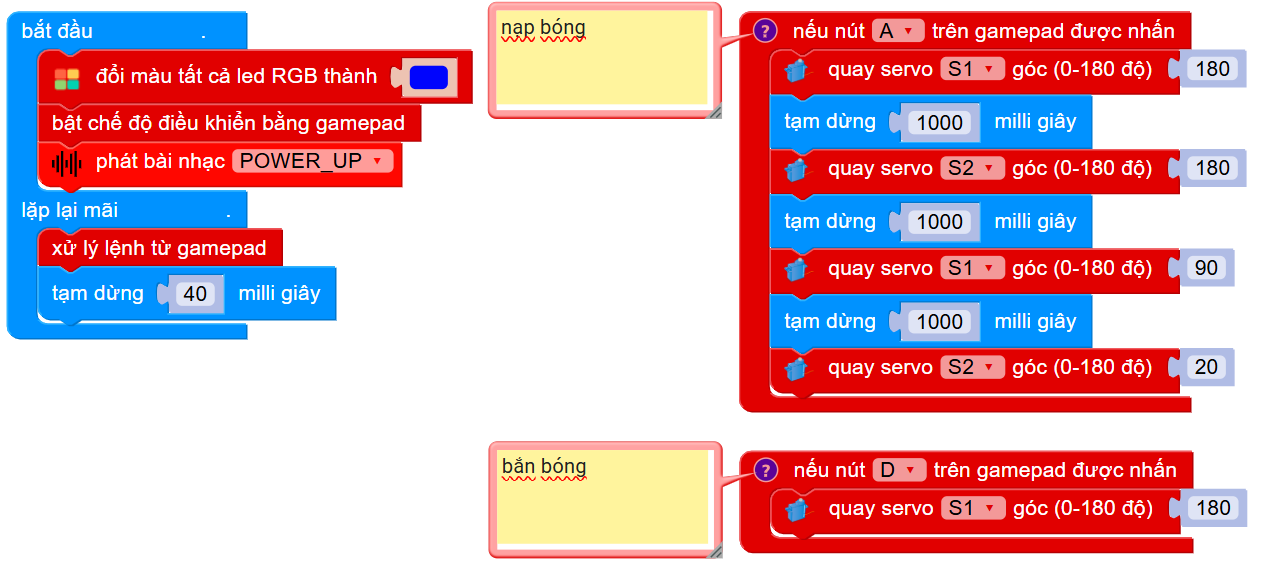 bắt đầu .
đổi màu tất cả led RGB thành
bật chế độ điều khiển bằng gamepad
phát bài nhạc POWER_UP
lặp lại mãi .
xử lý lệnh từ gamepad
tạm dừng 40 milli giây
nạp bóng
? nếu nút A trên gamepad được nhấn
quay servo S1 góc (0-180 độ) 180
tạm dừng 1000 milli giây
quay servo S2 góc (0-180 độ) 180
tạm dừng 1000 milli giây
quay servo S1 góc (0-180 độ) 90
tạm dừng 1000 milli giây
quay servo S2 góc (0-180 độ) 20
bắn bóng
? nếu nút D trên gamepad được nhấn
quay servo S1 góc (0-180 độ) 180